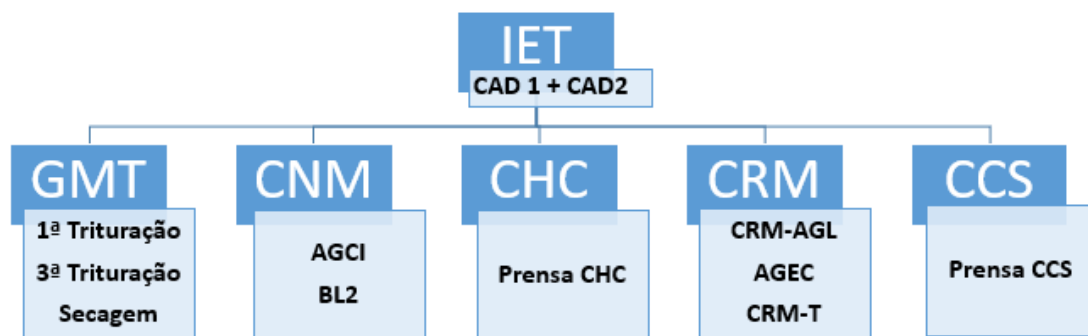 IET
CAD 1 + CAD2
GMT
1ª Trituração
3ª Trituração
Secagem
CNM
AGCI
BL2
CHC
Prensa CHC
CRM
CRM-AGL
AGEC
CRM-T
CCS
Prensa CCS